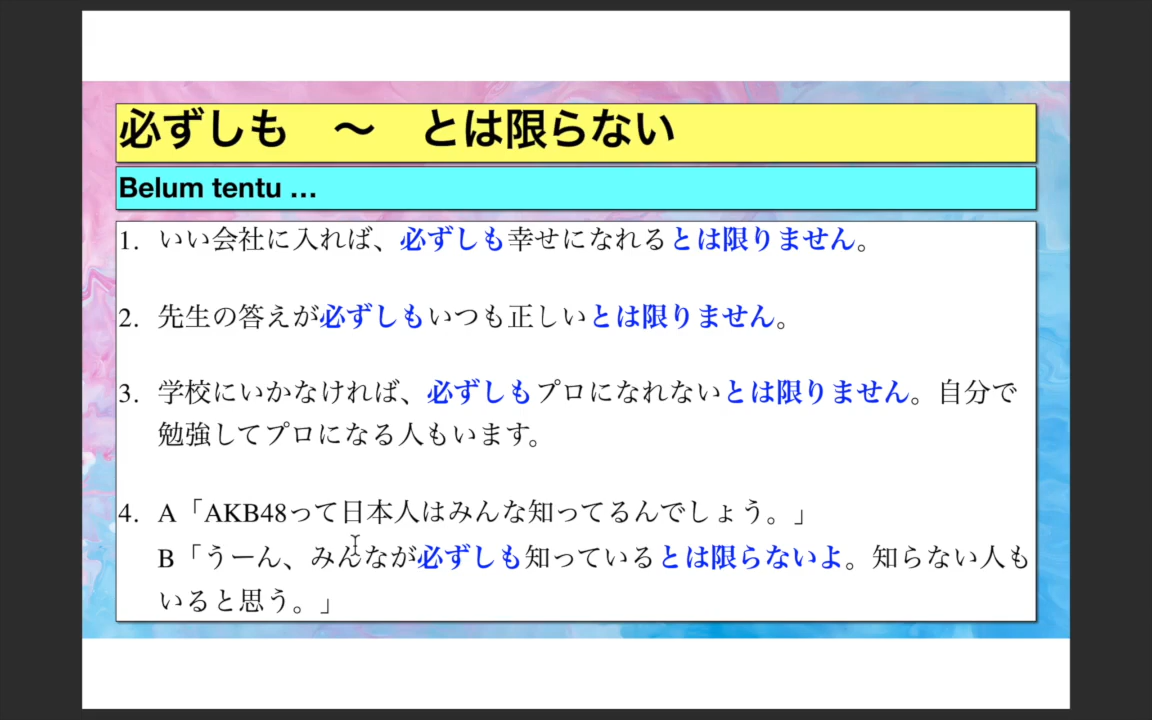 必ずしも　〜　とは限らない
Belum tentu …
1. いい会社に入れば、必ずしも幸せになれるとは限りません。
2. 先生の答えが必ずしもいつも正しいとは限りません。
3. 学校にいかなければ、必ずしもプロになれないとは限りません。自分で
勉強してプロになる人もいます。
4. A「AKB48って日本人はみんな知ってるんでしょう。」
B「うーん、みんなが必ずしも知っているとは限らないよ。知らない人も
いると思う。」